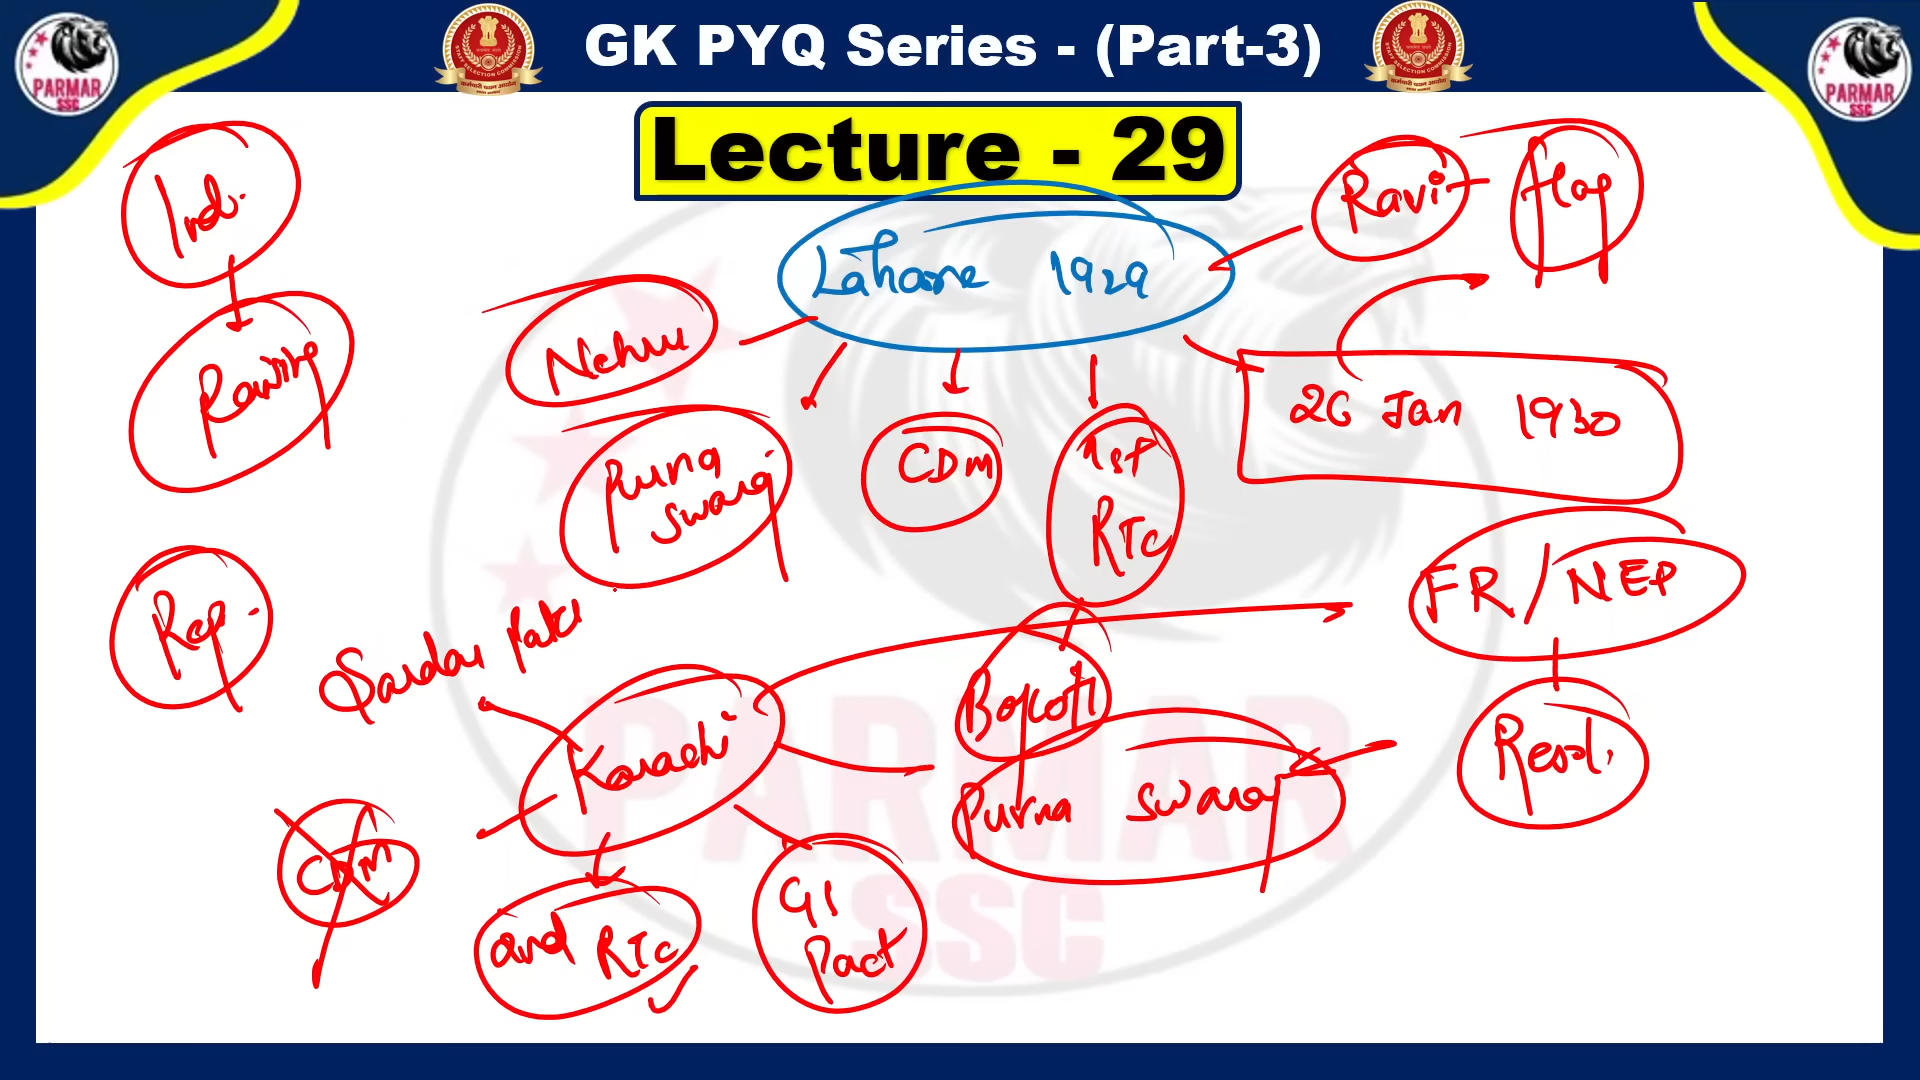 GK PYQ Series - (Part-3)
PARMAR
SSC
PARMAR
SSC
Lecture - 29
Ind.
Ravi
flag
Lahore 1929
Nehru
26 Jan 1930
Purna
Swaraj
CDM
1st
RTC
FR/NEP
Rep.
Sardar Patel
Boycott
Karachi
Resol.
Purna Swaraj
CDM
2nd RTC
GI
Pact
PARMAR
SSC